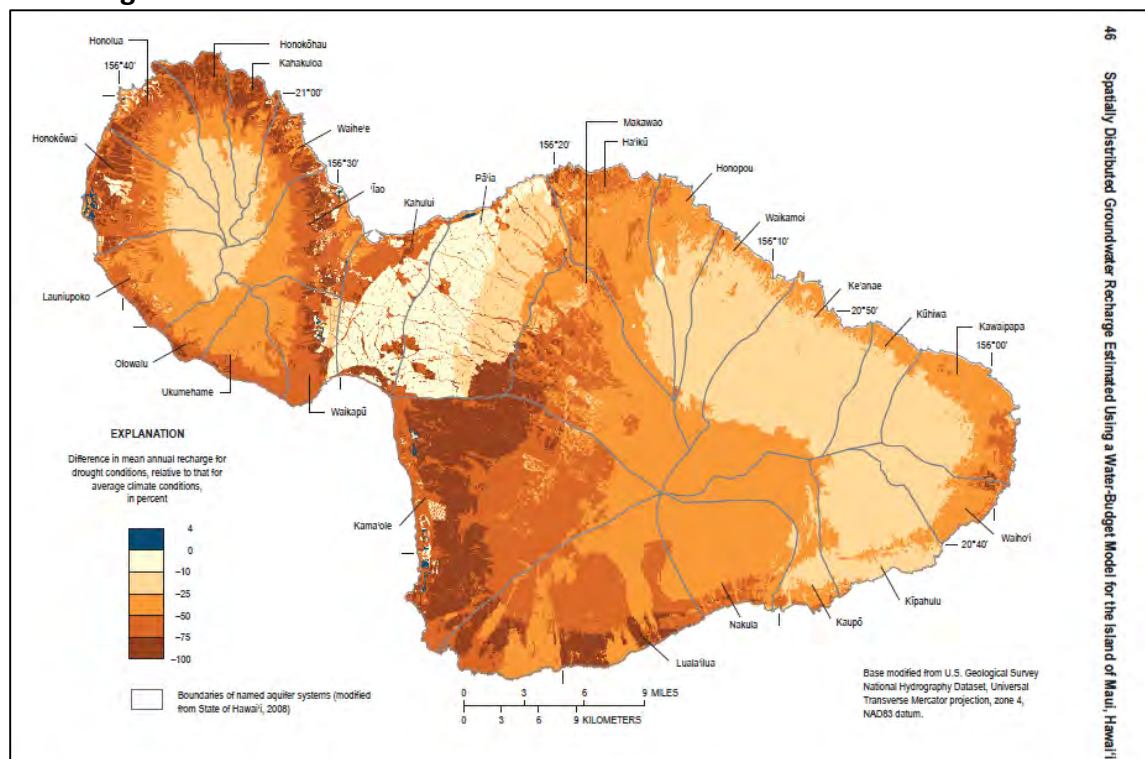 46 Spatially Distributed Groundwater Recharge Estimated Using a Water-Budget Model for the Island of Maui, Hawai‘i
Honolua
Honokōhau
156°40'
Kahakuloa
21°00'
Honokōwai
Waihe‘e
156°30'
‘Īao
Kahului
Pā‘ia
156°20'
Makawao
Ha‘ikū
Honopou
Waikamoi
156°10'
Ke‘anae
20°50'
Kūhiwa
Kawaipapa
156°00'
Launiupoko
Olowalu
Ukumehame
Waikapū
Kama‘ole
Waiho‘i
20°40'
Kīpahulu
Kaupō
Nakula
Luala‘ilua
EXPLANATION
Difference in mean annual recharge for
drought conditions, relative to that for
average climate conditions,
in percent
4
0
–10
–25
–50
–75
–100
Boundaries of named aquifer systems (modified
from State of Hawai‘i, 2008)
0 3 6 9 MILES
0 3 6 9 KILOMETERS
Base modified from U.S. Geological Survey
National Hydrography Dataset, Universal
Transverse Mercator projection, zone 4,
NAD83 datum.